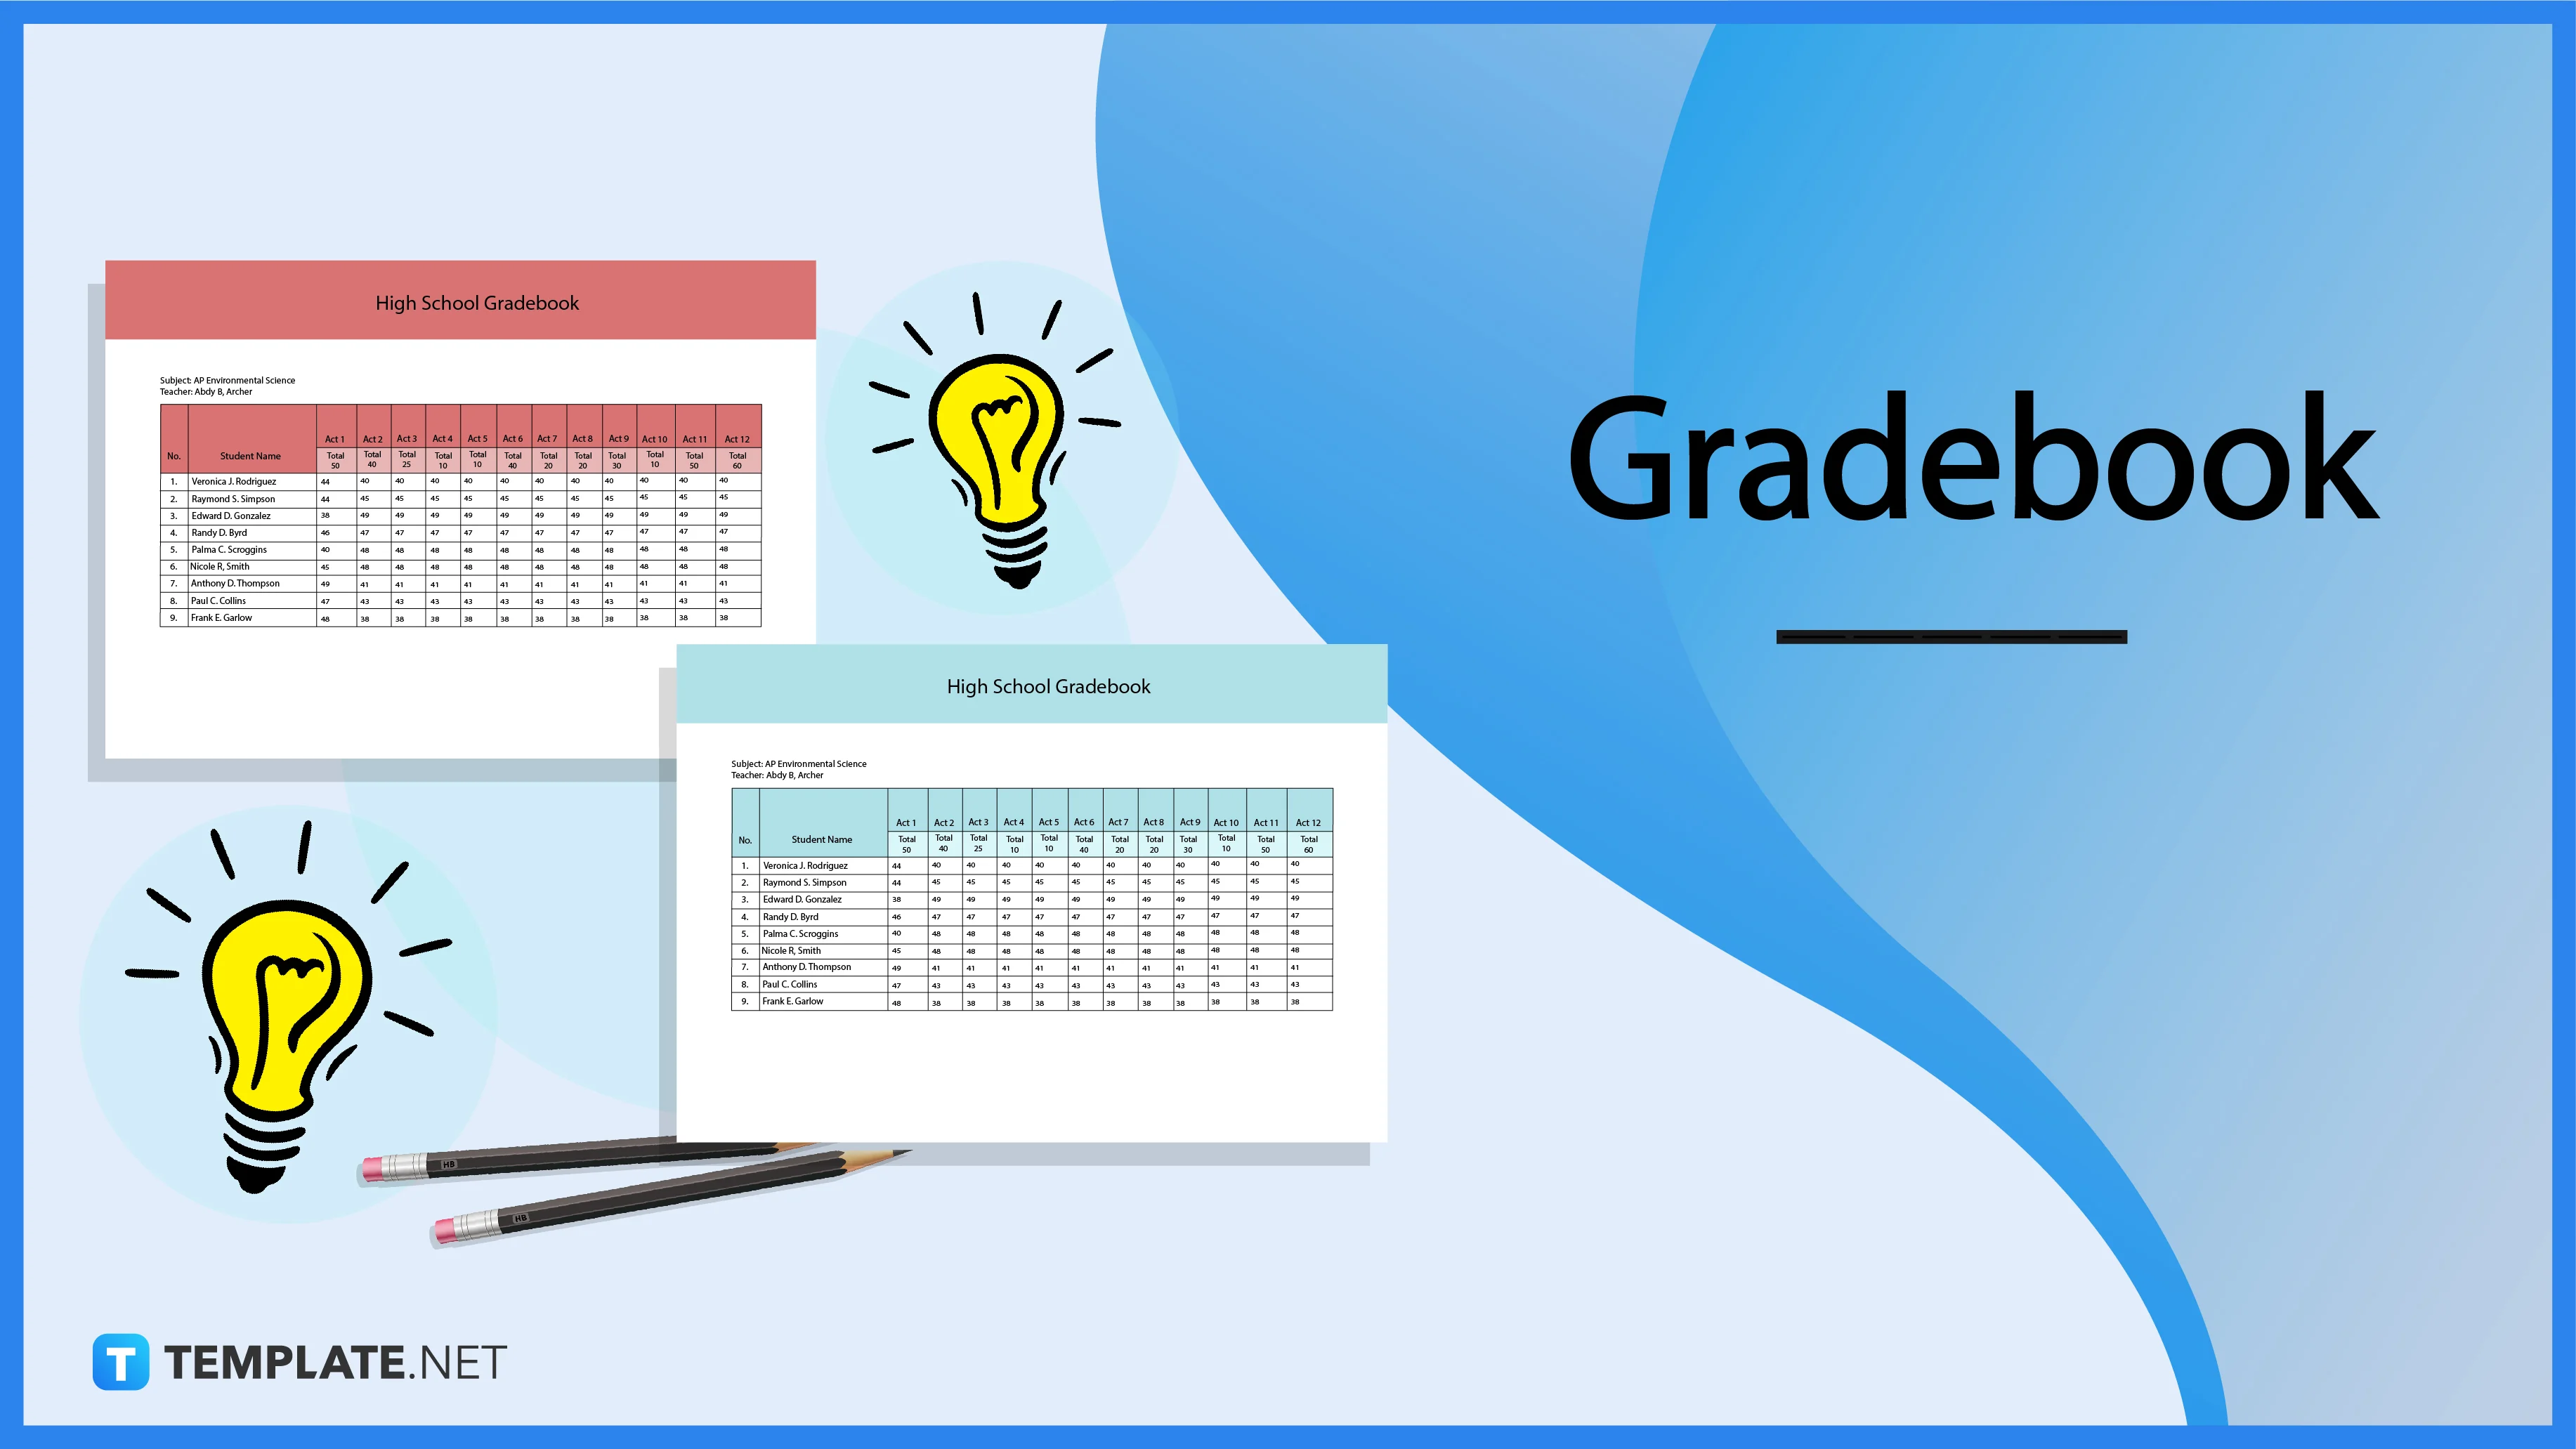 Gradebook
High School Gradebook
Subject: AP Environmental Science
Teacher: Abdy B, Archer
No. Student Name Act 1 Act 2 Act 3 Act 4 Act 5 Act 6 Act 7 Act 8 Act 9 Act 10 Act 11 Act 12
Total 50 Total 40 Total 25 Total 10 Total 10 Total 40 Total 20 Total 20 Total 30 Total 10 Total 50 Total 60
1. Veronica J. Rodriguez 44 40 40 40 40 40 40 40 40 40 40 40
2. Raymond S. Simpson 44 45 45 45 45 45 45 45 45 45 45 45
3. Edward D. Gonzalez 38 49 49 49 49 49 49 49 49 49 49 49
4. Randy D. Byrd 46 47 47 47 47 47 47 47 47 47 47 47
5. Palma C. Scroggins 40 48 48 48 48 48 48 48 48 48 48 48
6. Nicole R, Smith 45 48 48 48 48 48 48 48 48 48 48 48
7. Anthony D. Thompson 49 41 41 41 41 41 41 41 41 41 41 41
8. Paul C. Collins 47 43 43 43 43 43 43 43 43 43 43 43
9. Frank E. Garlow 48 38 38 38 38 38 38 38 38 38 38 38
High School Gradebook
Subject: AP Environmental Science
Teacher: Abdy B, Archer
No. Student Name Act 1 Act 2 Act 3 Act 4 Act 5 Act 6 Act 7 Act 8 Act 9 Act 10 Act 11 Act 12
Total 50 Total 40 Total 25 Total 10 Total 10 Total 40 Total 20 Total 20 Total 30 Total 10 Total 50 Total 60
1. Veronica J. Rodriguez 44 40 40 40 40 40 40 40 40 40 40 40
2. Raymond S. Simpson 44 45 45 45 45 45 45 45 45 45 45 45
3. Edward D. Gonzalez 38 49 49 49 49 49 49 49 49 49 49 49
4. Randy D. Byrd 46 47 47 47 47 47 47 47 47 47 47 47
5. Palma C. Scroggins 40 48 48 48 48 48 48 48 48 48 48 48
6. Nicole R, Smith 45 48 48 48 48 48 48 48 48 48 48 48
7. Anthony D. Thompson 49 41 41 41 41 41 41 41 41 41 41 41
8. Paul C. Collins 47 43 43 43 43 43 43 43 43 43 43 43
9. Frank E. Garlow 48 38 38 38 38 38 38 38 38 38 38 38
HB
HB
T TEMPLATE.NET